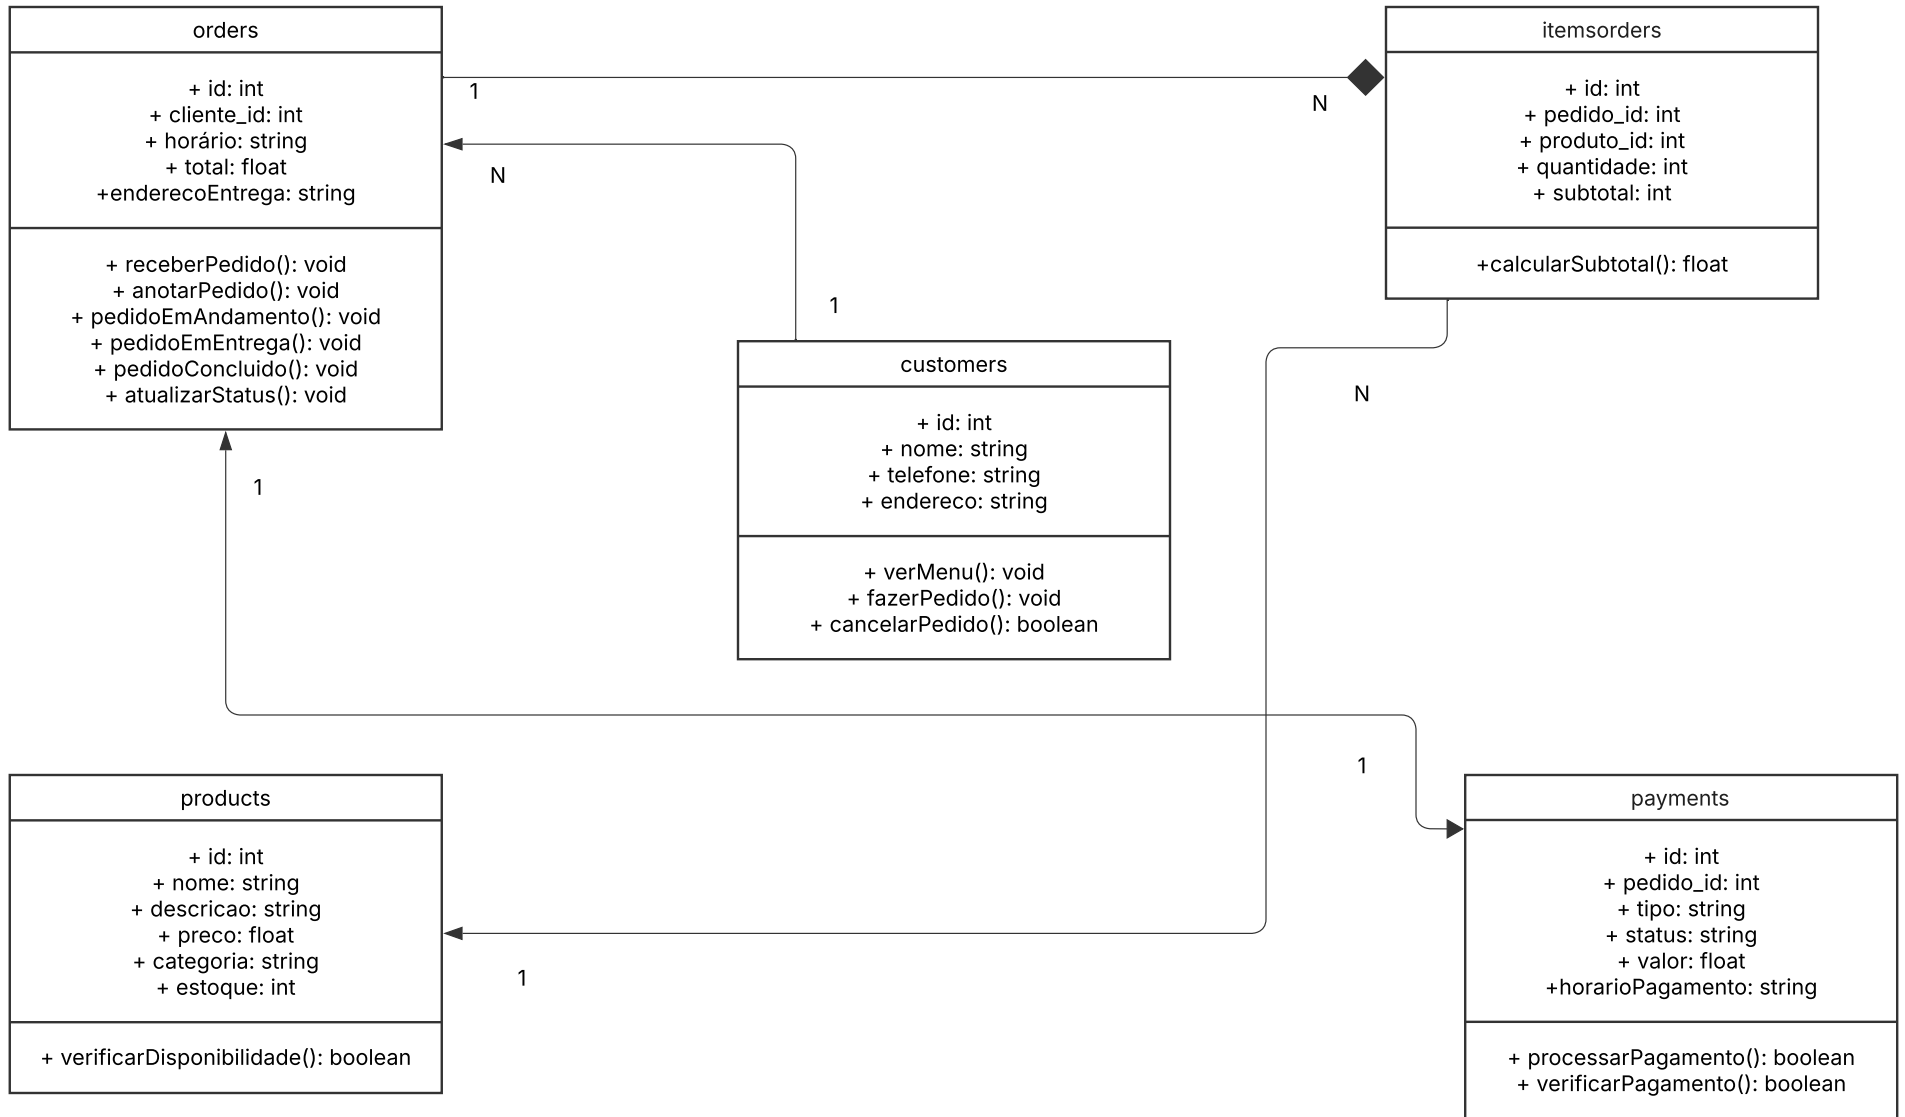 orders
+ id: int
+ cliente_id: int
+ horário: string
+ total: float
+enderecoEntrega: string
+ receberPedido(): void
+ anotarPedido(): void
+ pedidoEmAndamento(): void
+ pedidoEmEntrega(): void
+ pedidoConcluido(): void
+ atualizarStatus(): void
1
N
1
N
itemsorders
+ id: int
+ pedido_id: int
+ produto_id: int
+ quantidade: int
+ subtotal: int
+calcularSubtotal(): float
N
1
customers
+ id: int
+ nome: string
+ telefone: string
+ endereco: string
+ verMenu(): void
+ fazerPedido(): void
+ cancelarPedido(): boolean
1
products
+ id: int
+ nome: string
+ descricao: string
+ preco: float
+ categoria: string
+ estoque: int
+ verificarDisponibilidade(): boolean
1
payments
+ id: int
+ pedido_id: int
+ tipo: string
+ status: string
+ valor: float
+horarioPagamento: string
+ processarPagamento(): boolean
+ verificarPagamento(): boolean